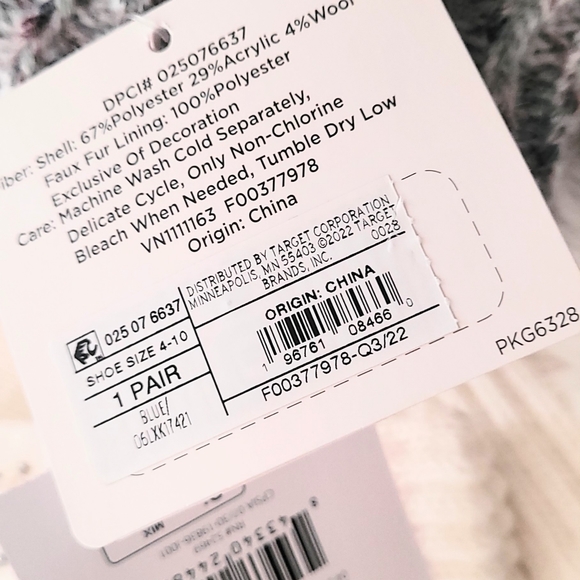 DPCI# 025076637
Fiber: Shell: 67%Polyester 29%Acrylic 4%Wool
Faux Fur Lining: 100%Polyester
Exclusive Of Decoration
Care: Machine Wash Cold Separately,
Delicate Cycle, Only Non-Chlorine
Bleach When Needed, Tumble Dry Low
VN1111163 F00377978
Origin: China
025 07 6637
SHOE SIZE 4-10
1 PAIR
BLUE/
06LXK17421
DISTRIBUTED BY TARGET CORPORATION
MINNEAPOLIS, MN 55403 ©2022 TARGET
BRANDS, INC. 0028
ORIGIN: CHINA
1 96761 08466 0
F00377978-Q3/22
PKG6328
MIX